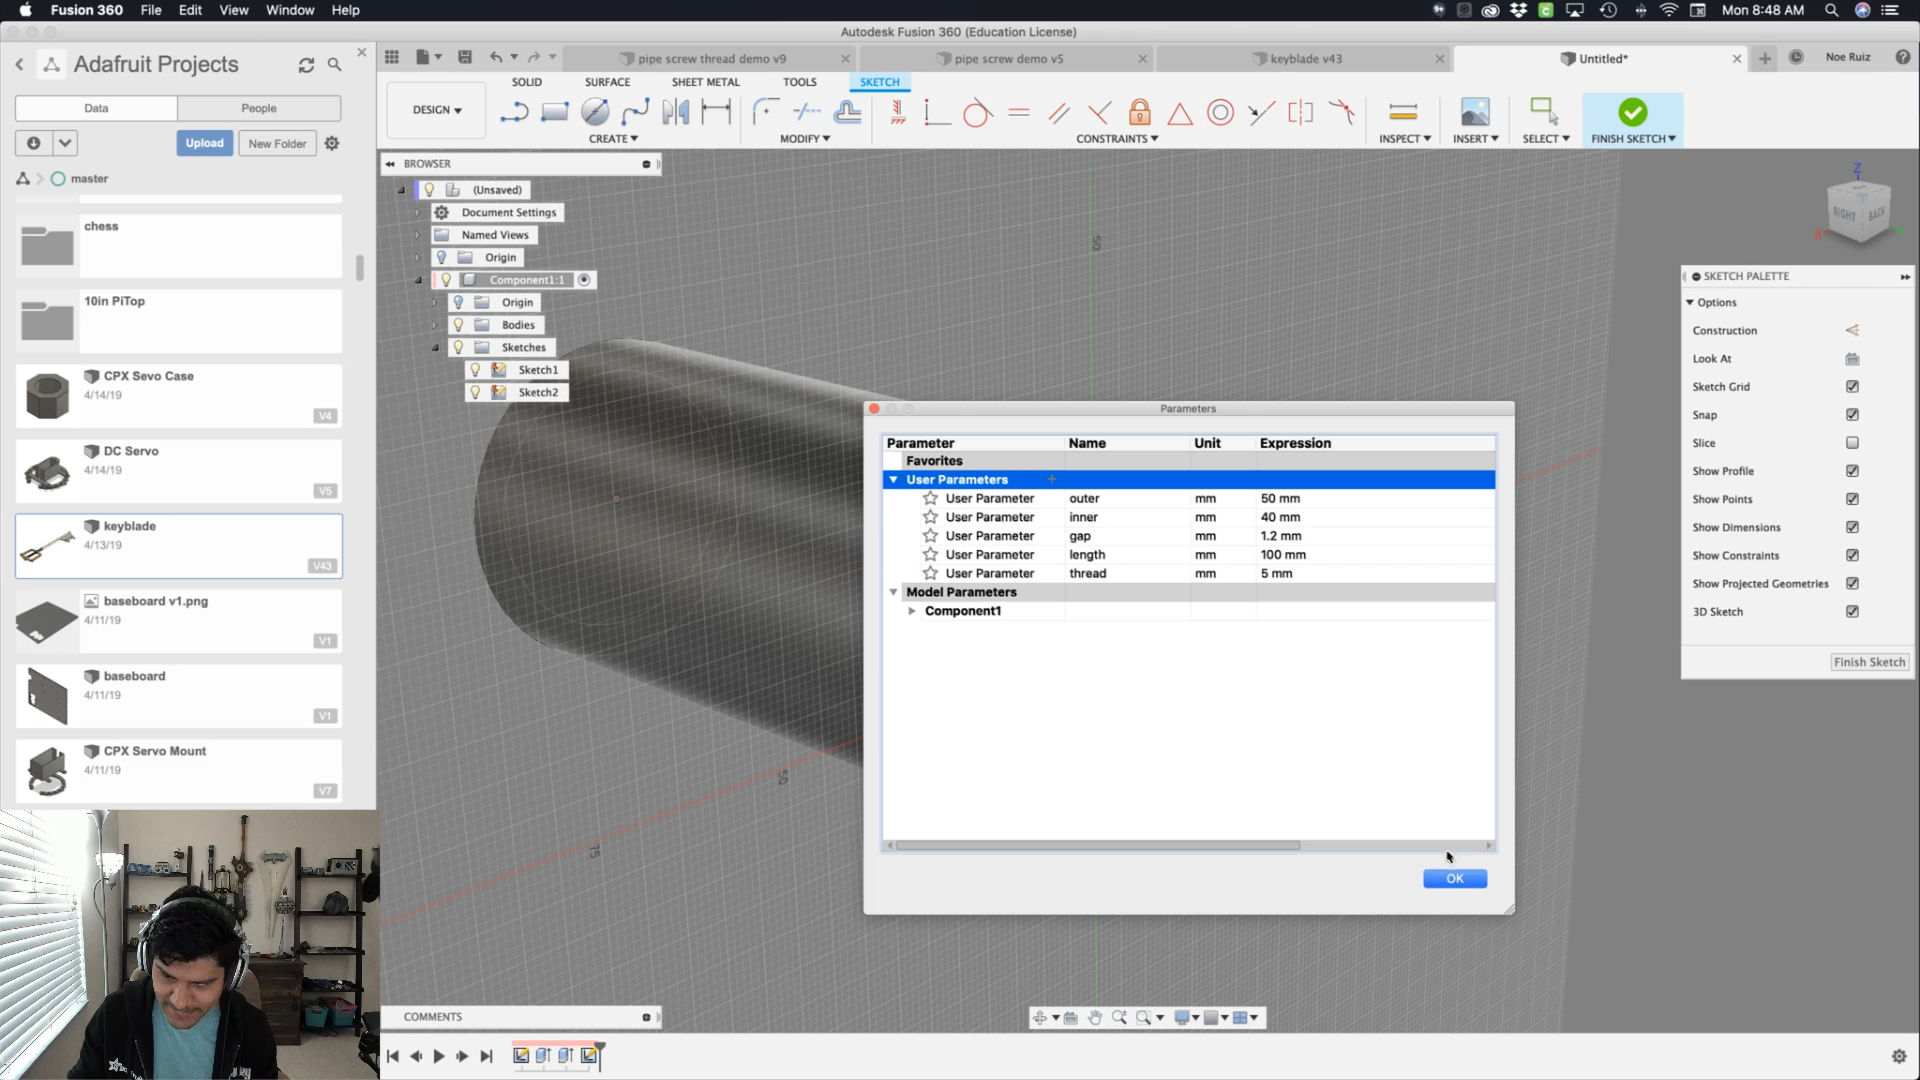 Fusion 360 File Edit View Window Help
Mon 8:48 AM
Autodesk Fusion 360 (Education License)
Adafruit Projects
Data People
Upload New Folder
master
chess
10in PiTop
CPX Sevo Case
4/14/19
V4
DC Servo
4/14/19
V5
keyblade
4/13/19
V43
baseboard v1.png
4/11/19
V1
baseboard
4/11/19
V1
CPX Servo Mount
4/11/19
V7
pipe screw thread demo v9
pipe screw demo v5
keyblade v43
Untitled*
Noe Ruiz
SOLID SURFACE SHEET METAL TOOLS SKETCH
DESIGN
CREATE MODIFY CONSTRAINTS INSPECT INSERT SELECT FINISH SKETCH
BROWSER
(Unsaved)
Document Settings
Named Views
Origin
Component1:1
Origin
Bodies
Sketches
Sketch1
Sketch2
50
50
75
Z
RIGHT BACK
X
SKETCH PALETTE
Options
Construction
Look At
Sketch Grid
Snap
Slice
Show Profile
Show Points
Show Dimensions
Show Constraints
Show Projected Geometries
3D Sketch
Finish Sketch
Parameters
Parameter Name Unit Expression
Favorites
User Parameters
User Parameter outer mm 50 mm
User Parameter inner mm 40 mm
User Parameter gap mm 1.2 mm
User Parameter length mm 100 mm
User Parameter thread mm 5 mm
Model Parameters
Component1
OK
COMMENTS